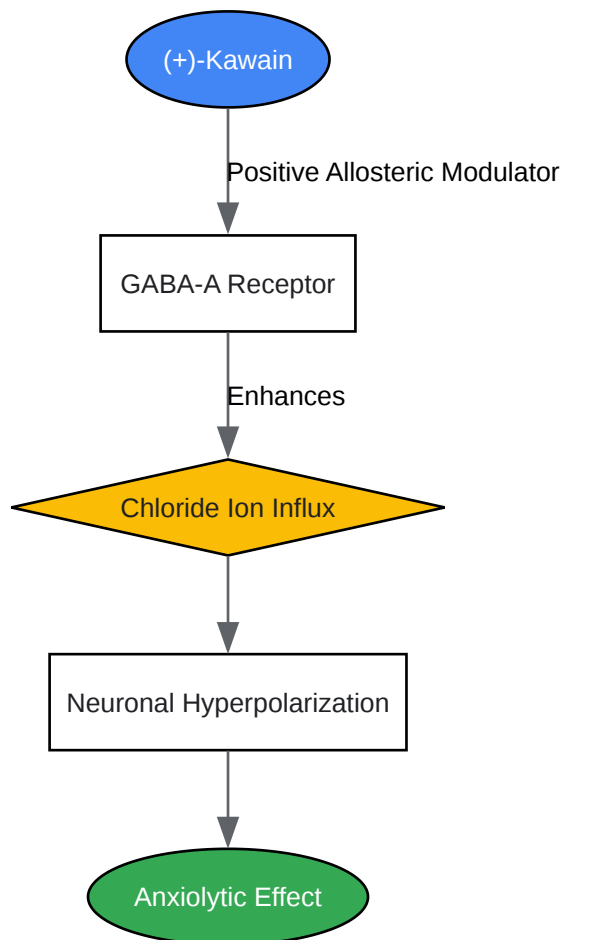 (+)-Kawain
Positive Allosteric Modulator
GABA-A Receptor
Enhances
Chloride Ion Influx
Neuronal Hyperpolarization
Anxiolytic Effect